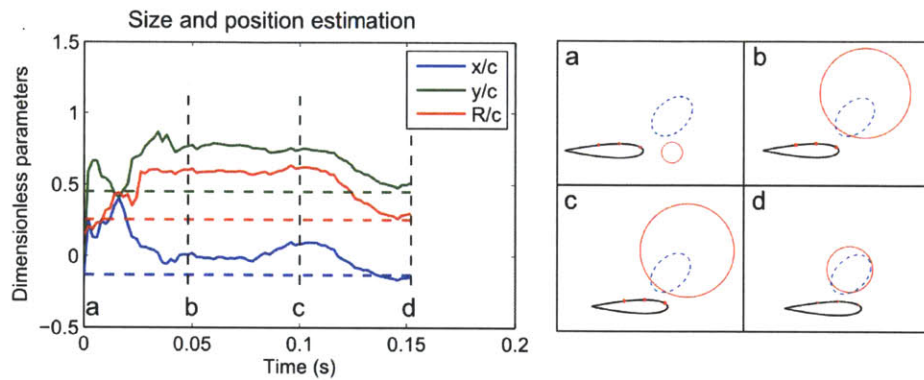 Size and position estimation
Dimensionless parameters
1.5
1
0.5
0
−0.5
x/c
y/c
R/c
a
b
c
d
0
0.05
0.1
0.15
0.2
Time (s)
a
b
c
d